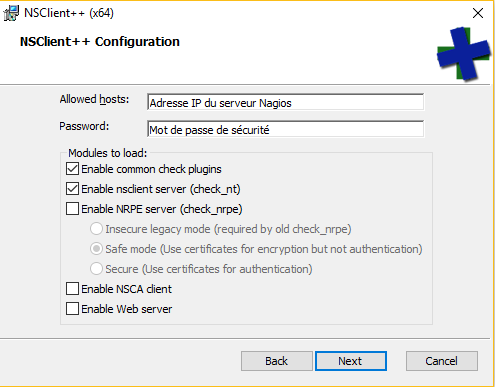 NSClient++ (x64)
NSClient++ Configuration
Allowed hosts: Adresse IP du serveur Nagios
Password: Mot de passe de sécurité
Modules to load:
Enable common check plugins
Enable nsclient server (check_nt)
Enable NRPE server (check_nrpe)
Insecure legacy mode (required by old check_nrpe)
Safe mode (Use certificates for encryption but not authentication)
Secure (Use certificates for authentication)
Enable NSCA client
Enable Web server
Back Next Cancel